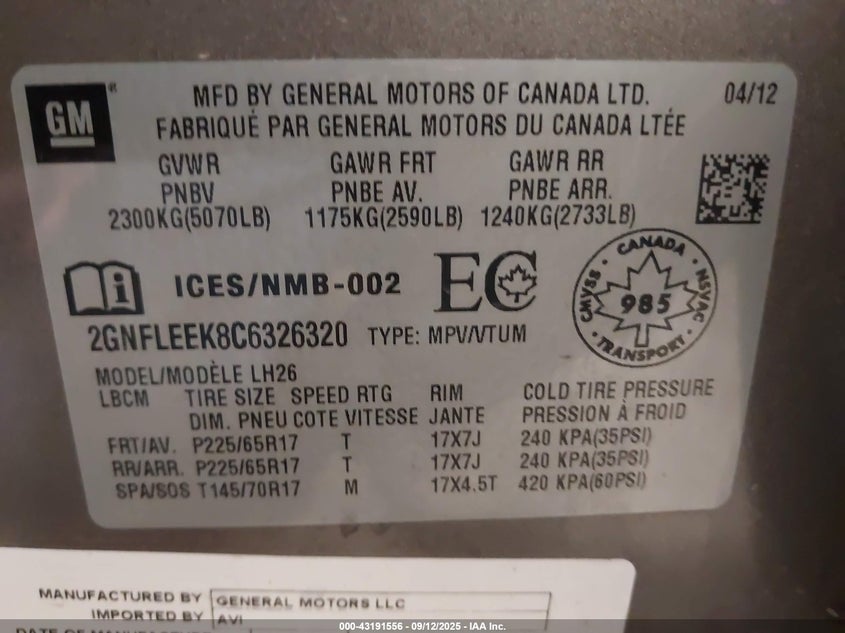 GM
MFD BY GENERAL MOTORS OF CANADA LTD. 04/12
FABRIQUÉ PAR GENERAL MOTORS DU CANADA LTÉE
GVWR GAWR FRT GAWR RR
PNBV PNBE AV. PNBE ARR.
2300KG(5070LB) 1175KG(2590LB) 1240KG(2733LB)
ICES/NMB-002 EC
CANADA
CMVSS 985 NSVAC
TRANSPORT
2GNFLEEK8C6326320 TYPE: MPV/VTUM
MODEL/MODÈLE LH26
LBCM TIRE SIZE SPEED RTG RIM COLD TIRE PRESSURE
DIM. PNEU COTE VITESSE JANTE PRESSION À FROID
FRT/AV. P225/65R17 T 17X7J 240 KPA(35PSI)
RR/ARR. P225/65R17 T 17X7J 240 KPA(35PSI)
SPA/SOS T145/70R17 M 17X4.5T 420 KPA(60PSI)
MANUFACTURED BY GENERAL MOTORS LLC
IMPORTED BY AVI
DATE OF MANUFACTURE
000-43191556 - 09/12/2025 - IAA Inc.